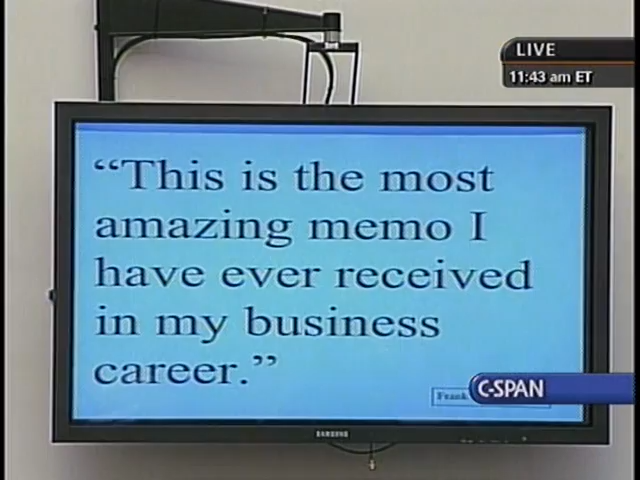 LIVE
11:43 am ET
“This is the most
amazing memo I
have ever received
in my business
career.”
Frank
C-SPAN
SAMSUNG